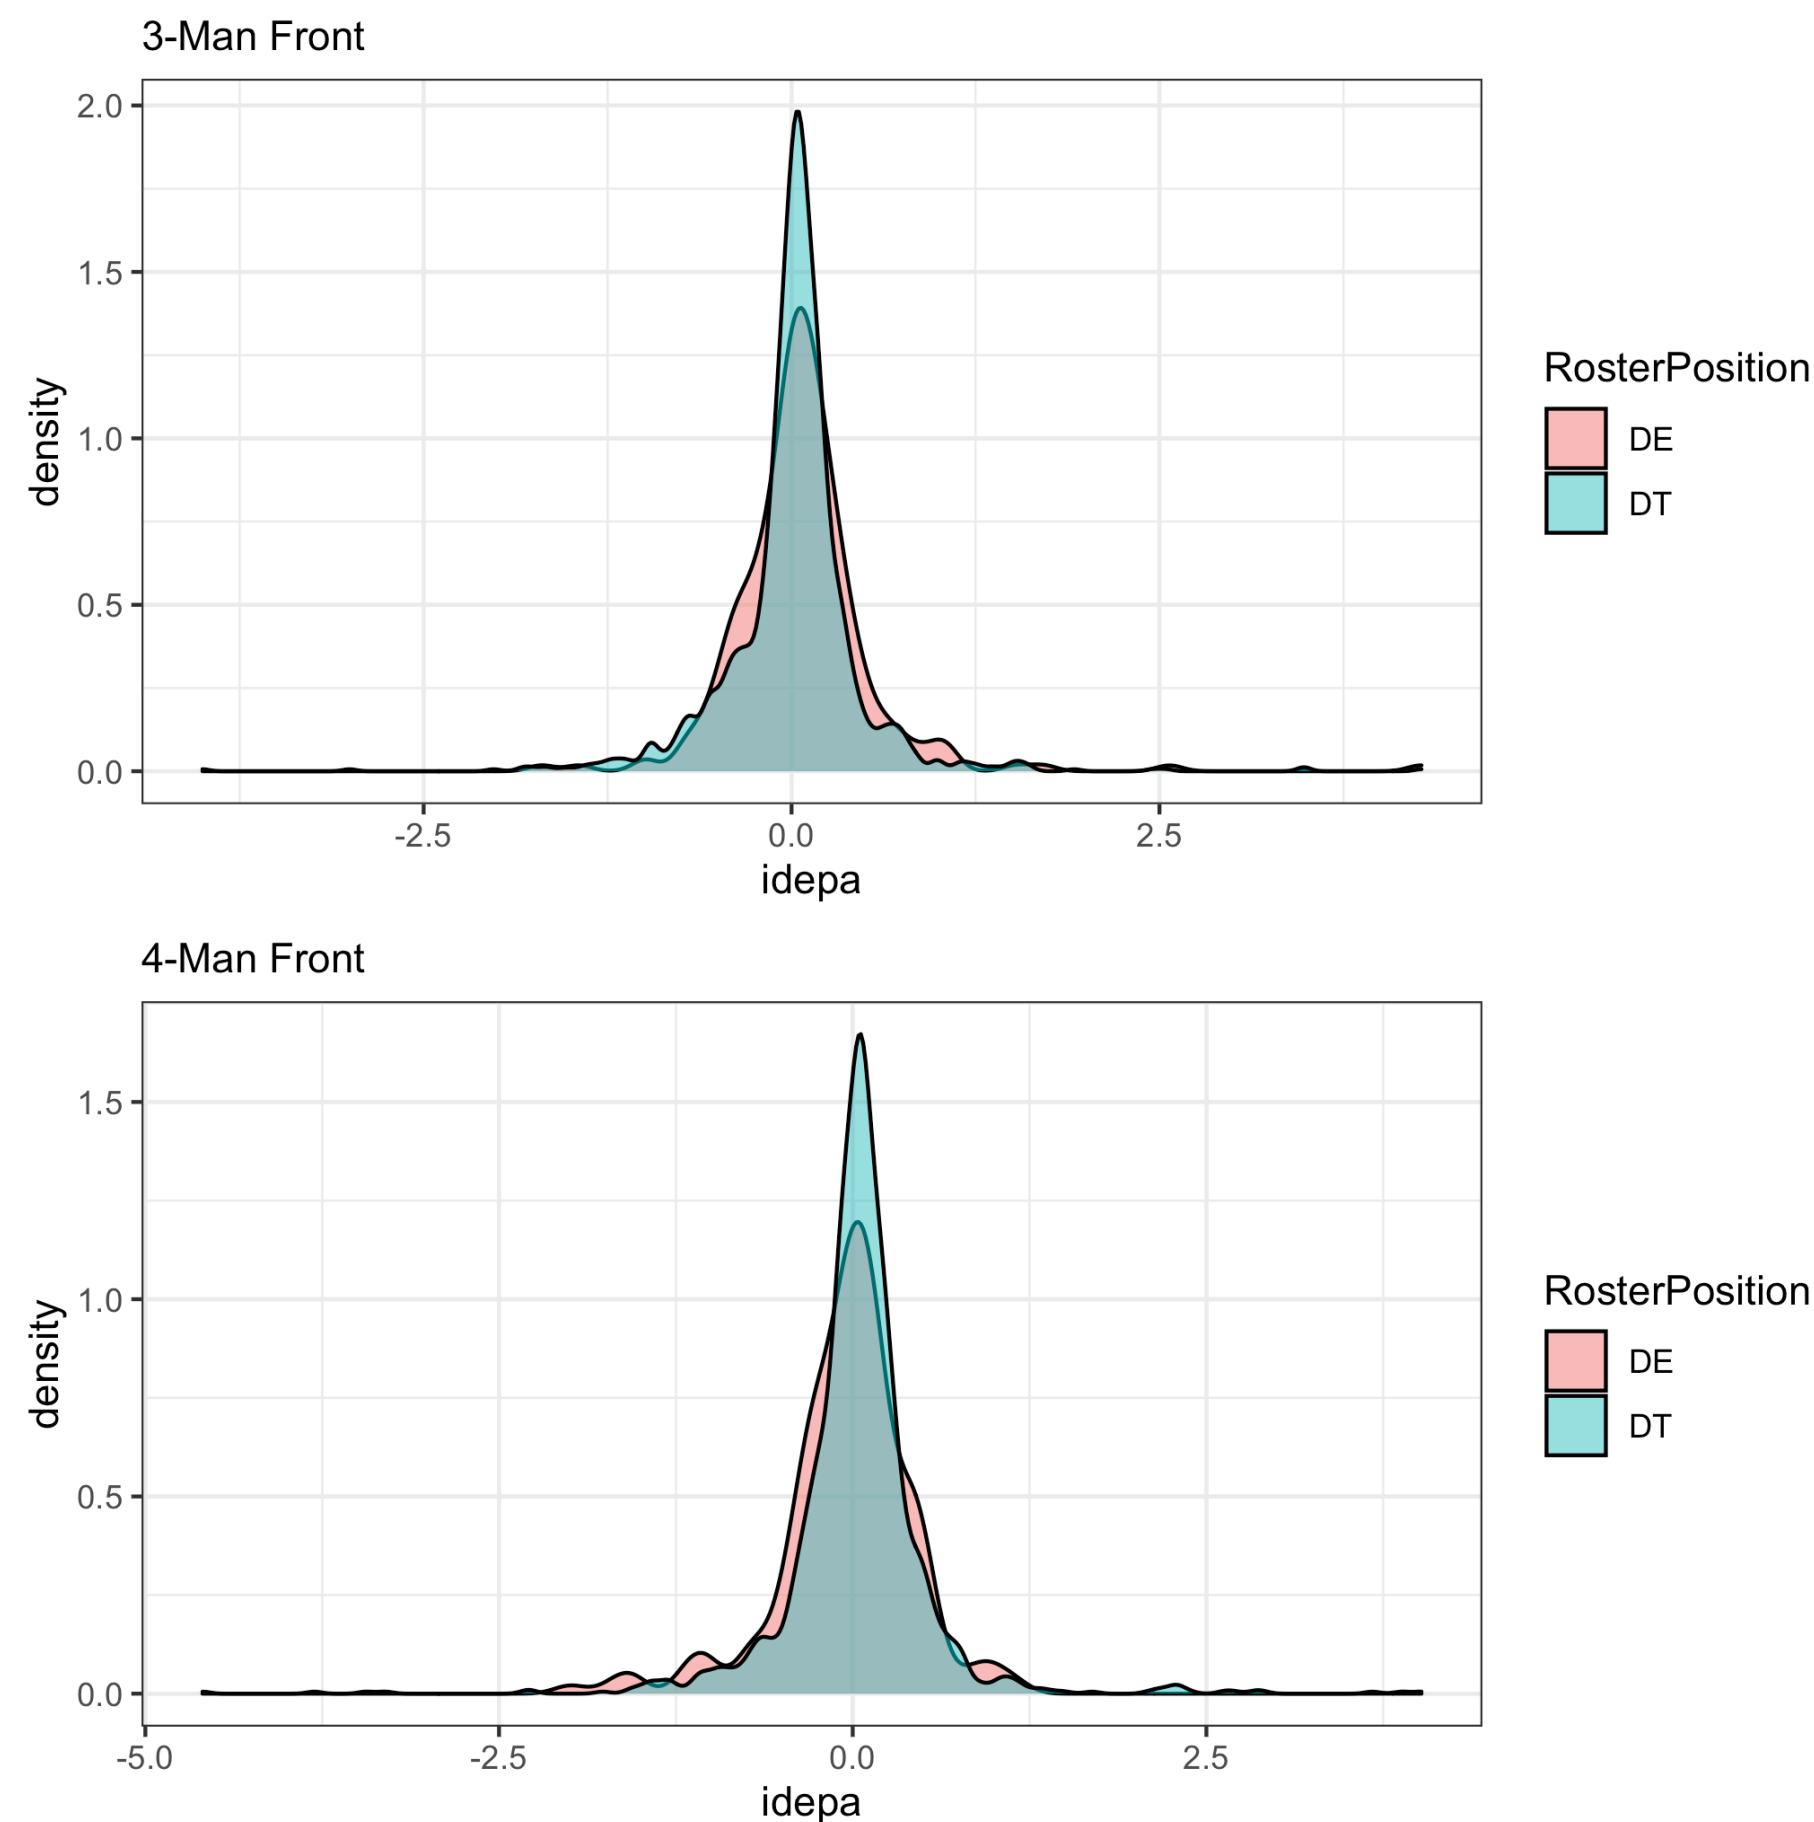 3-Man Front
2.0
1.5
1.0
0.5
0.0
density
-2.5 0.0 2.5
idepa
RosterPosition
DE
DT
4-Man Front
1.5
1.0
0.5
0.0
density
-5.0 -2.5 0.0 2.5
idepa
RosterPosition
DE
DT